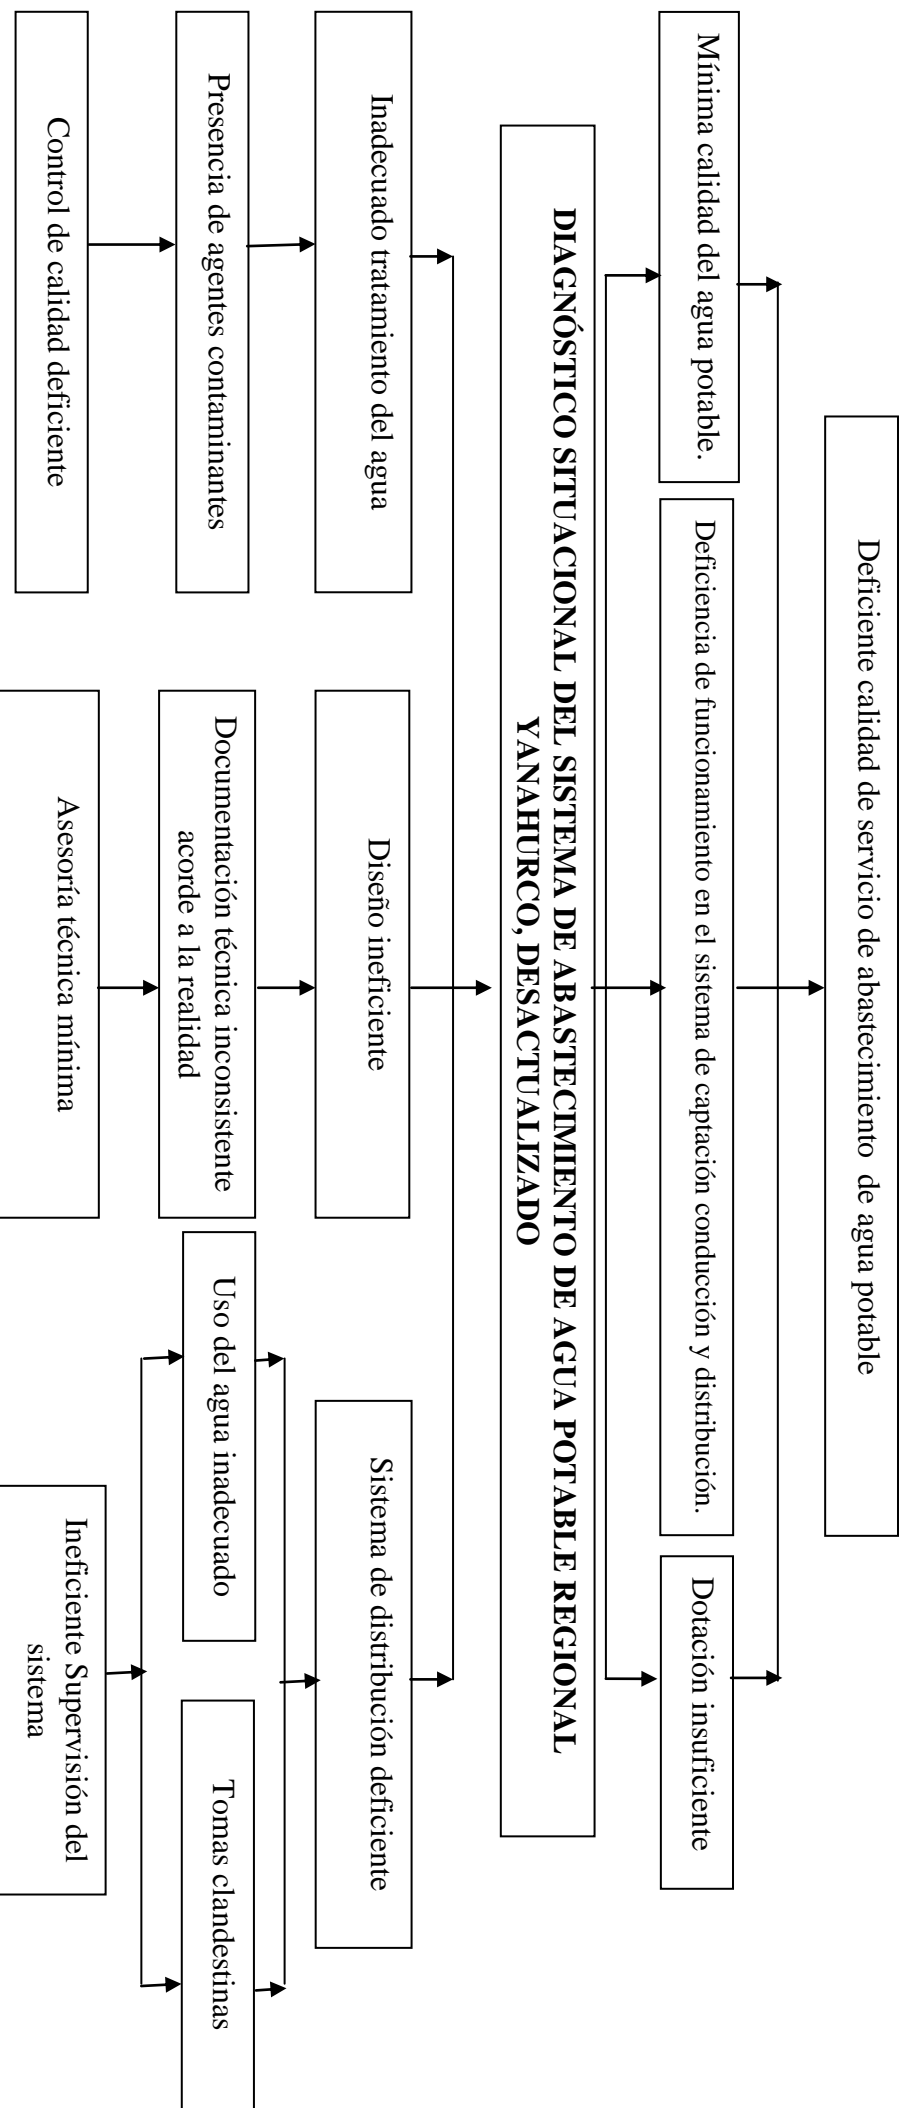 Deficiente calidad de servicio de abastecimiento de agua potable
Mínima calidad del agua potable.
Deficiencia de funcionamiento en el sistema de captación conducción y distribución.
Dotación insuficiente
DIAGNÓSTICO SITUACIONAL DEL SISTEMA DE ABASTECIMIENTO DE AGUA POTABLE REGIONAL
YANAHURCO, DESACTUALIZADO
Inadecuado tratamiento del agua
Diseño ineficiente
Sistema de distribución deficiente
Presencia de agentes contaminantes
Documentación técnica inconsistente
acorde a la realidad
Uso del agua inadecuado
Tomas clandestinas
Control de calidad deficiente
Asesoría técnica mínima
Ineficiente Supervisión del
sistema